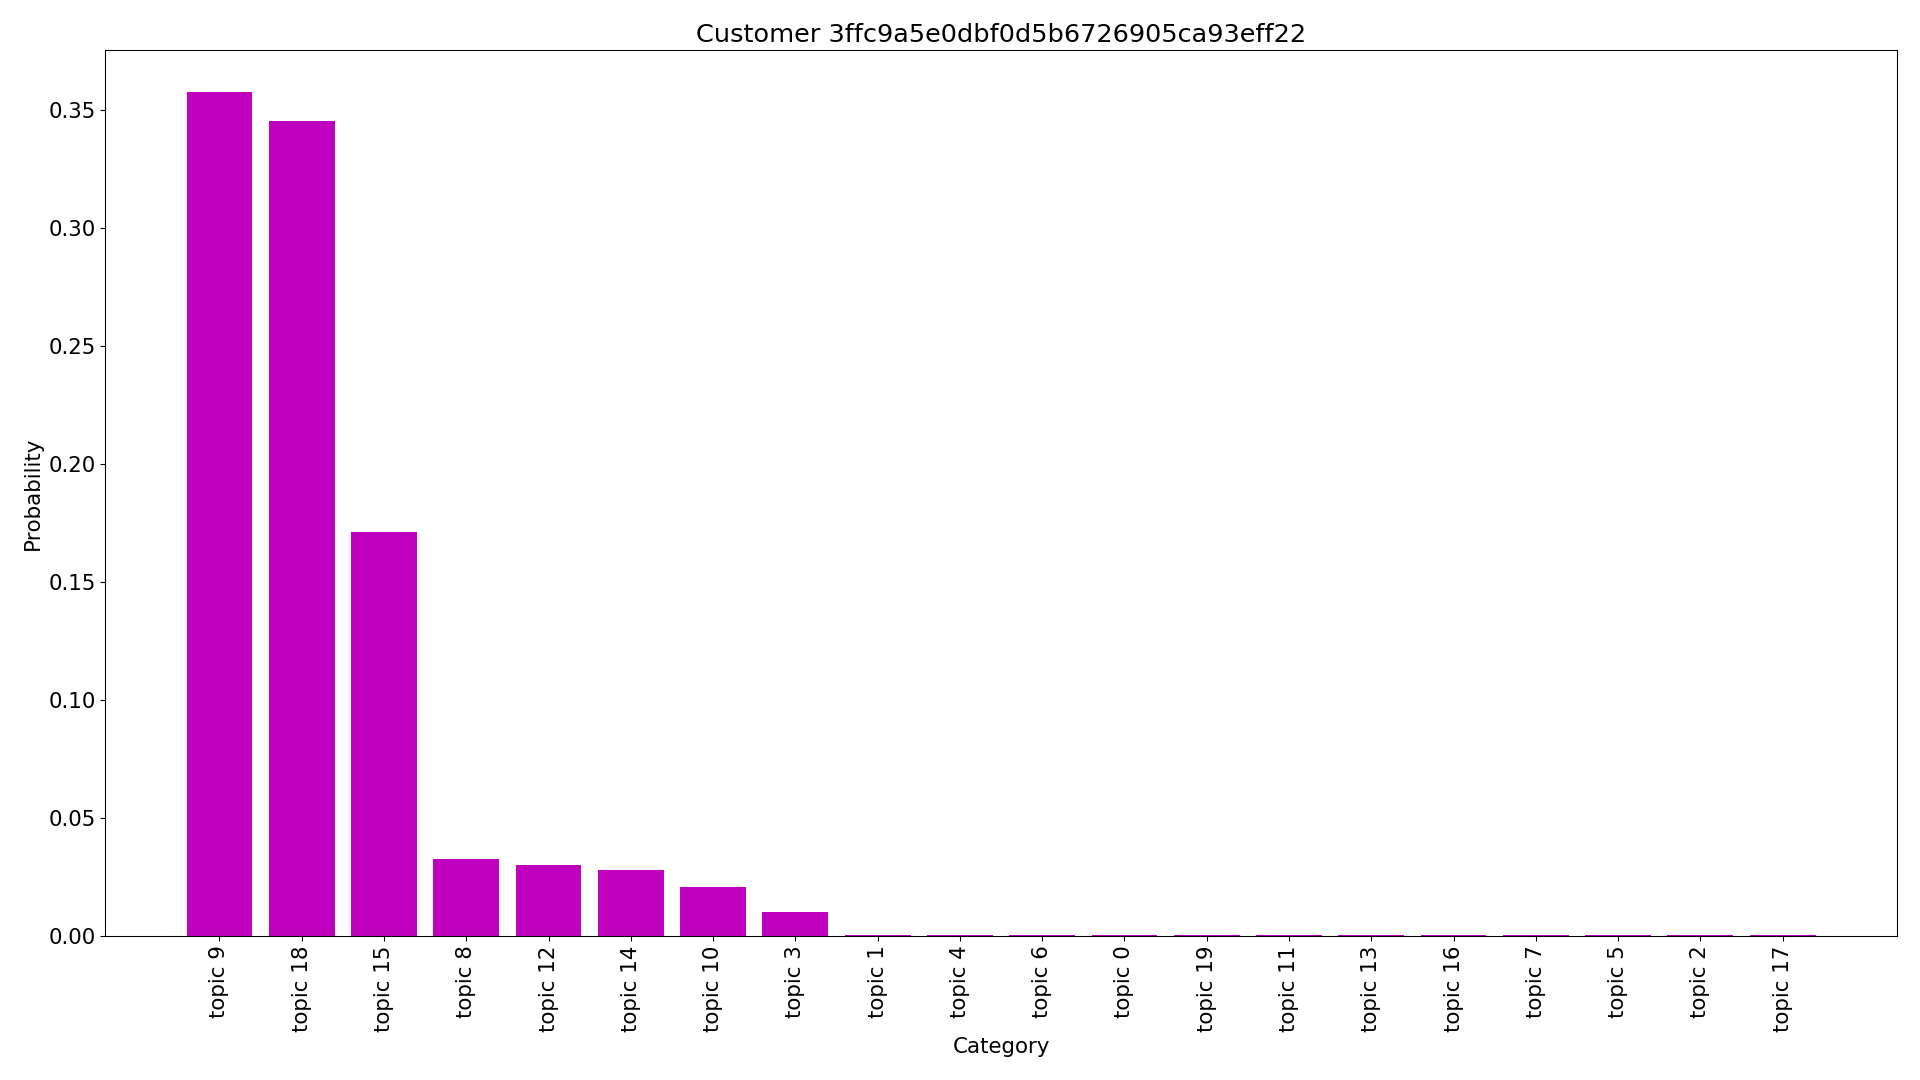 Customer 3ffc9a5e0dbf0d5b6726905ca93eff22
Probability
0.35
0.30
0.25
0.20
0.15
0.10
0.05
0.00
topic 9
topic 18
topic 15
topic 8
topic 12
topic 14
topic 10
topic 3
topic 1
topic 4
topic 6
topic 0
topic 19
topic 11
topic 13
topic 16
topic 7
topic 5
topic 2
topic 17
Category